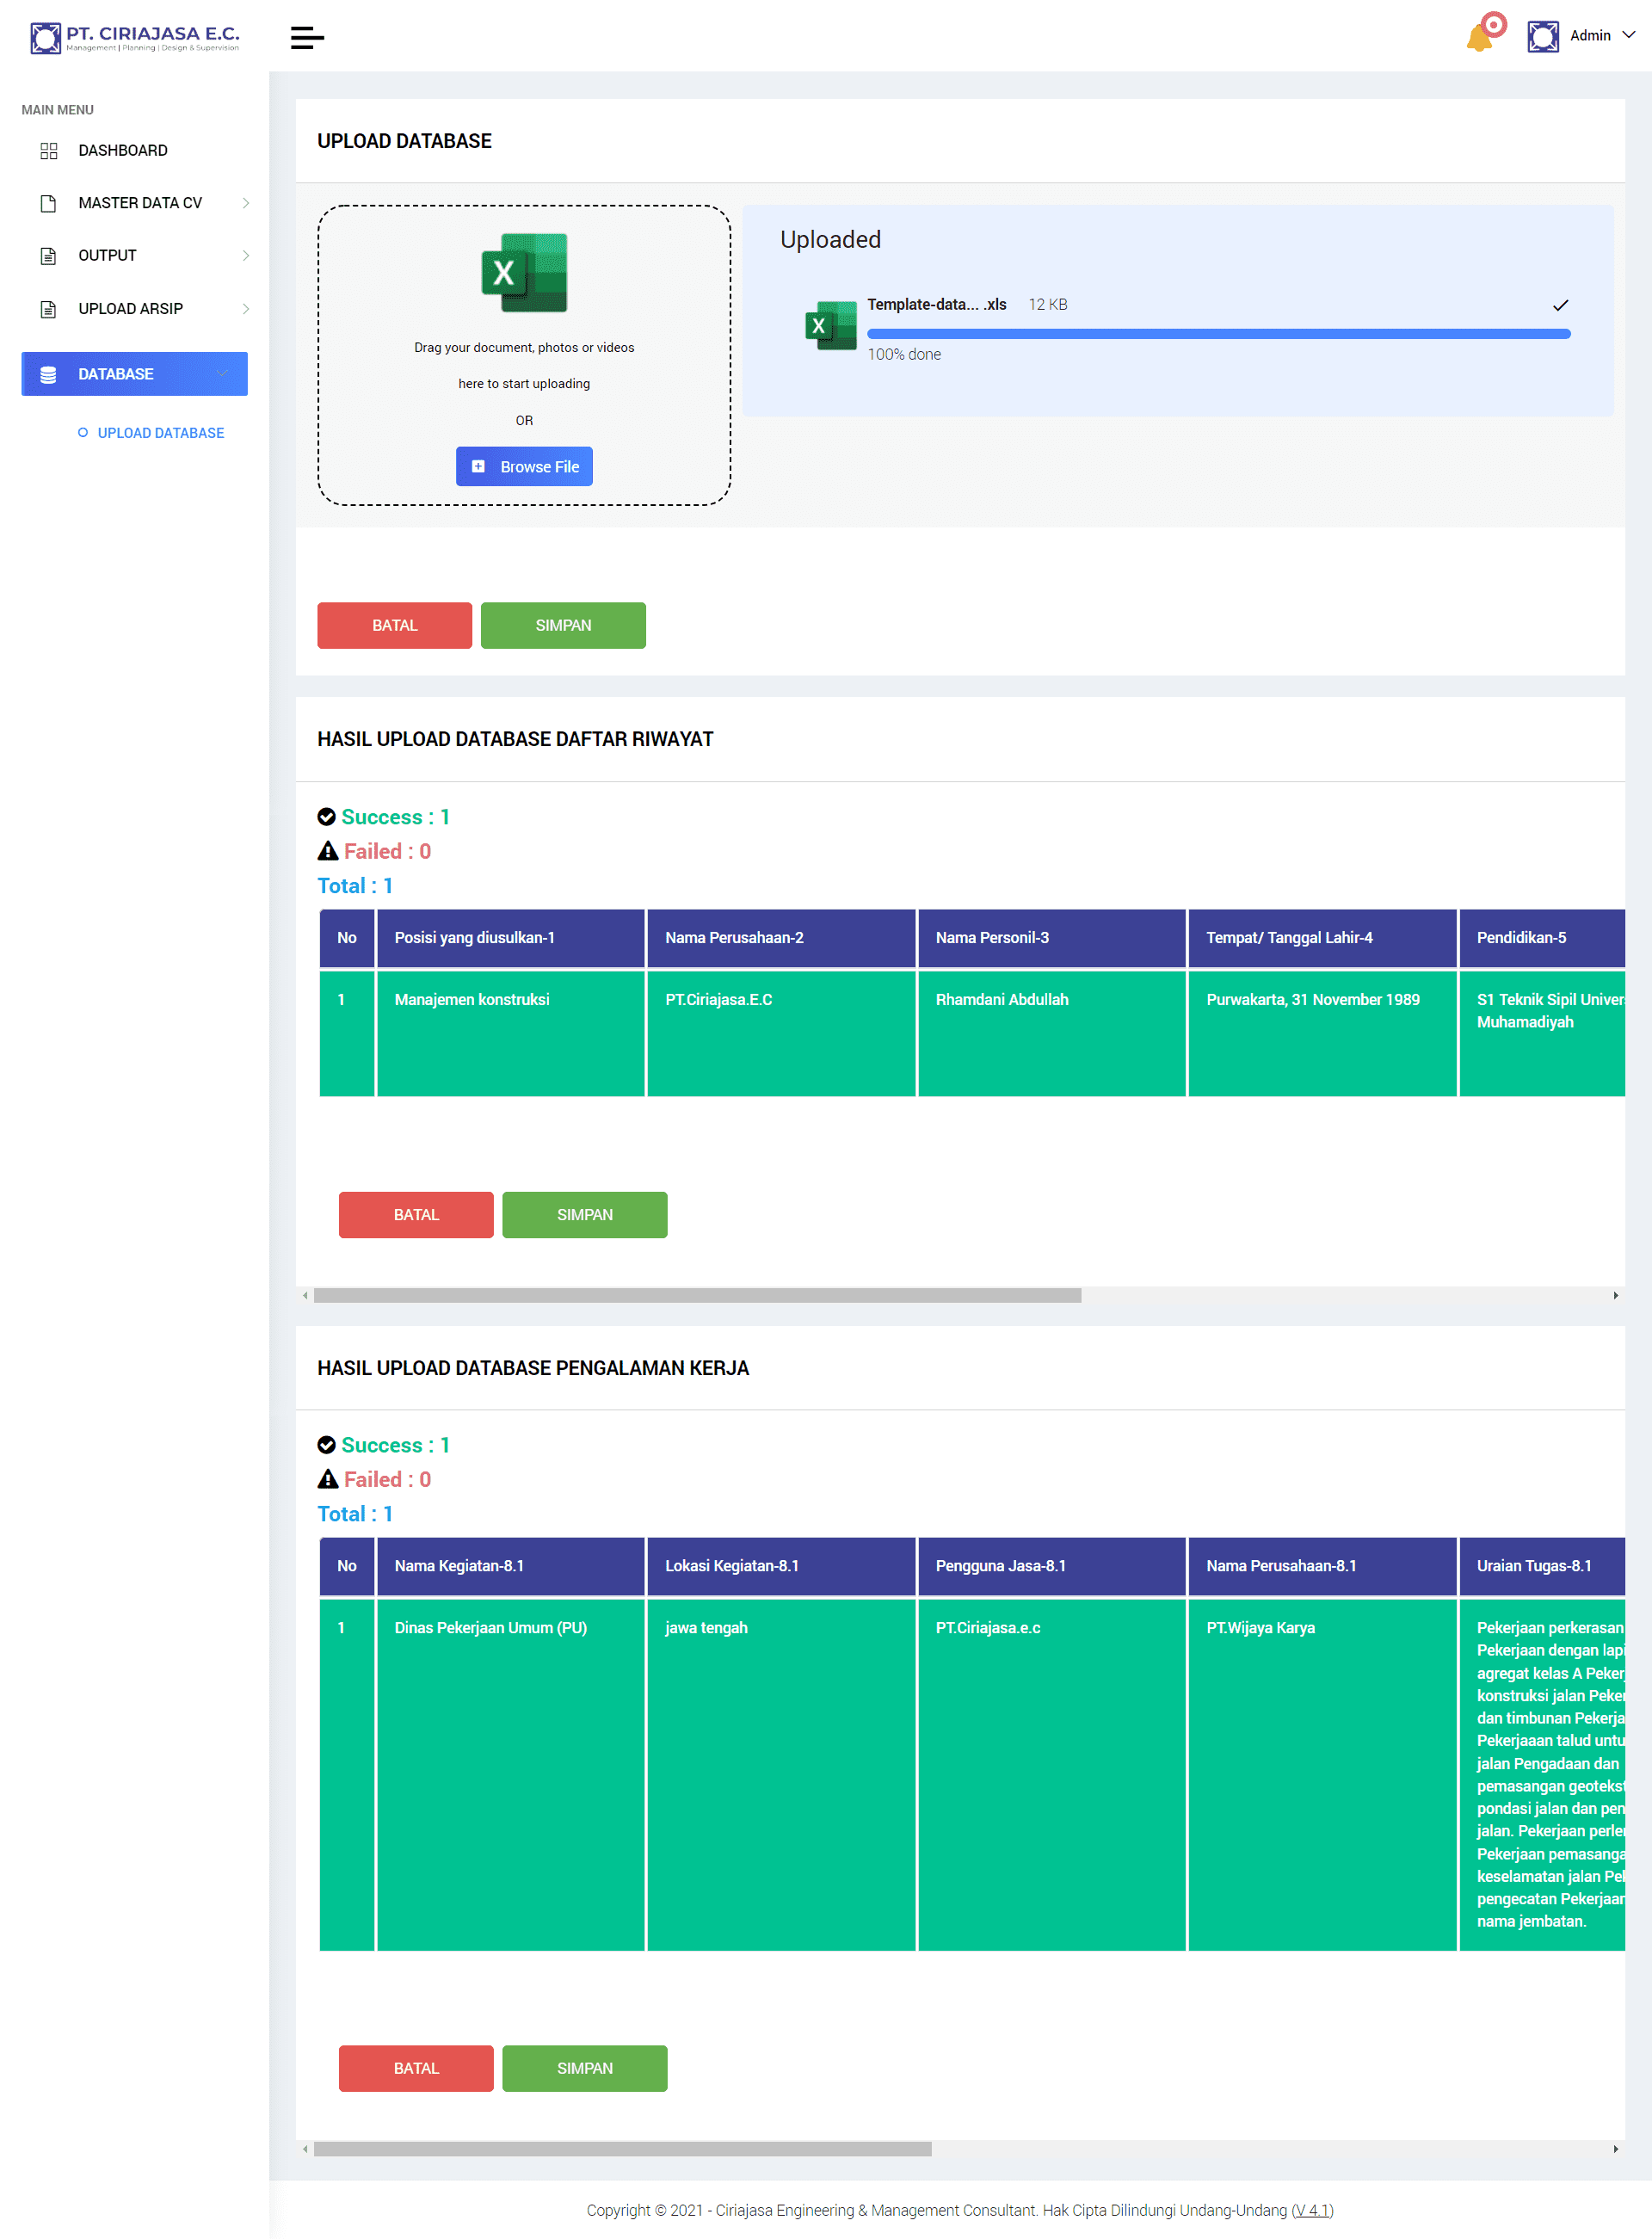 PT. CIRIAJASA E.C.
Management | Planning | Design & Supervision
Admin
MAIN MENU
DASHBOARD
MASTER DATA CV
OUTPUT
UPLOAD ARSIP
DATABASE
UPLOAD DATABASE
UPLOAD DATABASE
Drag your document, photos or videos
here to start uploading
OR
Browse File
Uploaded
Template-data... .xls 12 KB
100% done
BATAL SIMPAN
HASIL UPLOAD DATABASE DAFTAR RIWAYAT
Success : 1
Failed : 0
Total : 1
No Posisi yang diusulkan-1 Nama Perusahaan-2 Nama Personil-3 Tempat/ Tanggal Lahir-4 Pendidikan-5
1 Manajemen konstruksi PT.Ciriajasa.E.C Rhamdani Abdullah Purwakarta, 31 November 1989 S1 Teknik Sipil Univer
Muhamadiyah
BATAL SIMPAN
HASIL UPLOAD DATABASE PENGALAMAN KERJA
Success : 1
Failed : 0
Total : 1
No Nama Kegiatan-8.1 Lokasi Kegiatan-8.1 Pengguna Jasa-8.1 Nama Perusahaan-8.1 Uraian Tugas-8.1
1 Dinas Pekerjaan Umum (PU) jawa tengah PT.Ciriajasa.e.c PT.Wijaya Karya Pekerjaan perkerasan
Pekerjaan dengan lapi
agregat kelas A Peker
konstruksi jalan Peke
dan timbunan Pekerja
Pekerjaaan talud untu
jalan Pengadaan dan
pemasangan geotekst
pondasi jalan dan pen
jalan. Pekerjaan perle
Pekerjaan pemasanga
keselamatan jalan Pe
pengecatan Pekerjaan
nama jembatan.
BATAL SIMPAN
Copyright © 2021 - Ciriajasa Engineering & Management Consultant. Hak Cipta Dilindungi Undang-Undang (V 4.1)